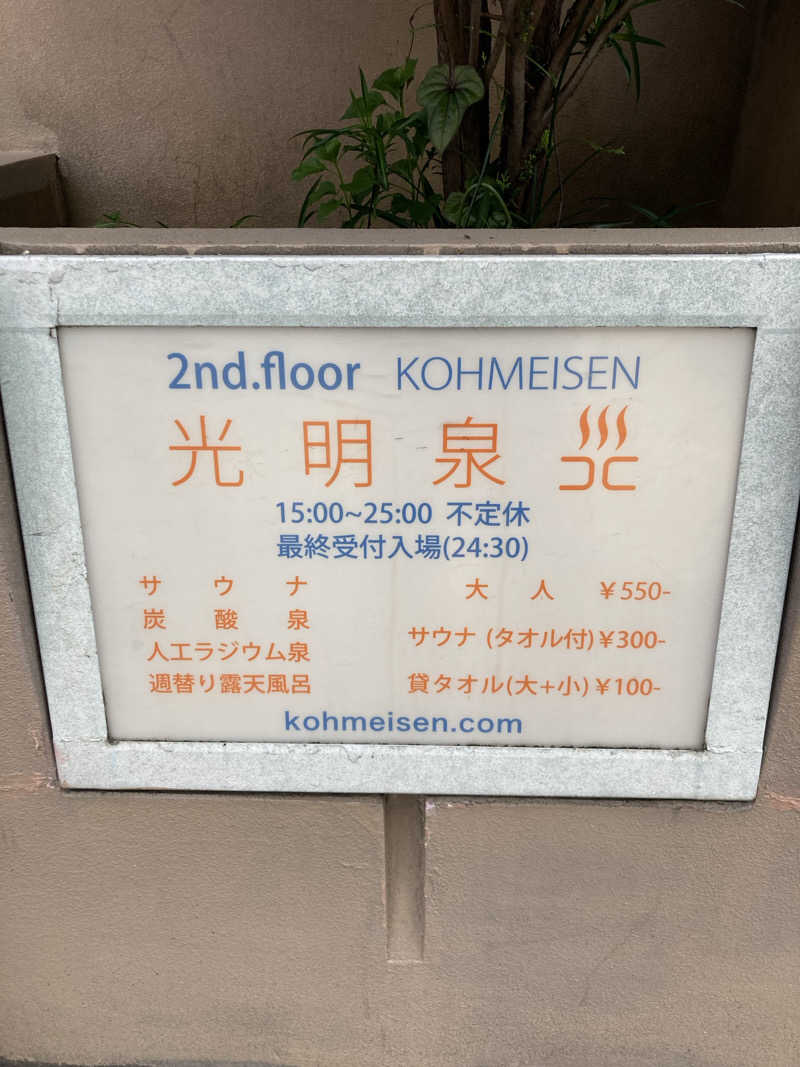 2nd.floor KOHMEISEN
光明泉
15:00~25:00 不定休
最終受付入場(24:30)
サウナ
炭酸泉
人工ラジウム泉
週替り露天風呂
大人 ￥550-
サウナ (タオル付)￥300-
貸タオル(大+小)￥100-
kohmeisen.com